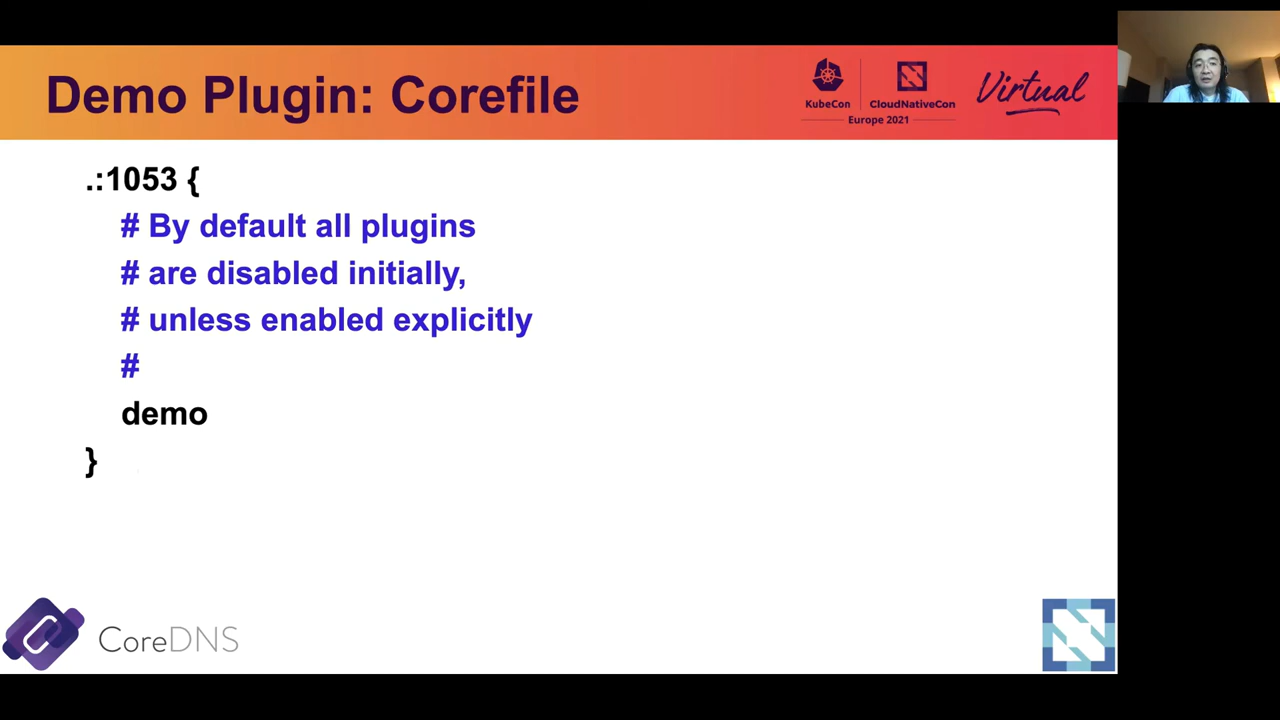 Demo Plugin: Corefile
KubeCon
CloudNativeCon
Europe 2021
Virtual
.:1053 {
# By default all plugins
# are disabled initially,
# unless enabled explicitly
#
demo
}
CoreDNS